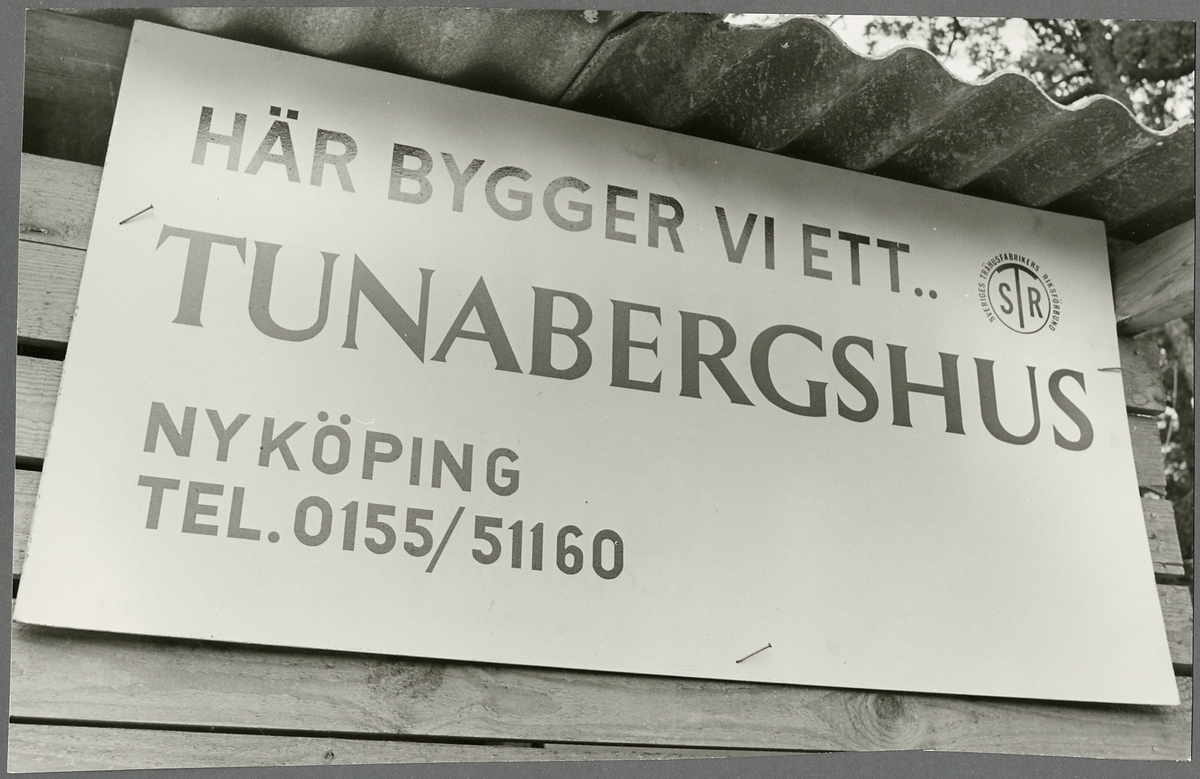 HÄR BYGGER VI ETT..
TUNABERGSHUS
SVERIGES TRÄHUSFABRIKERS RIKSFÖRBUND
STR
NYKÖPING
TEL. 0155/51160